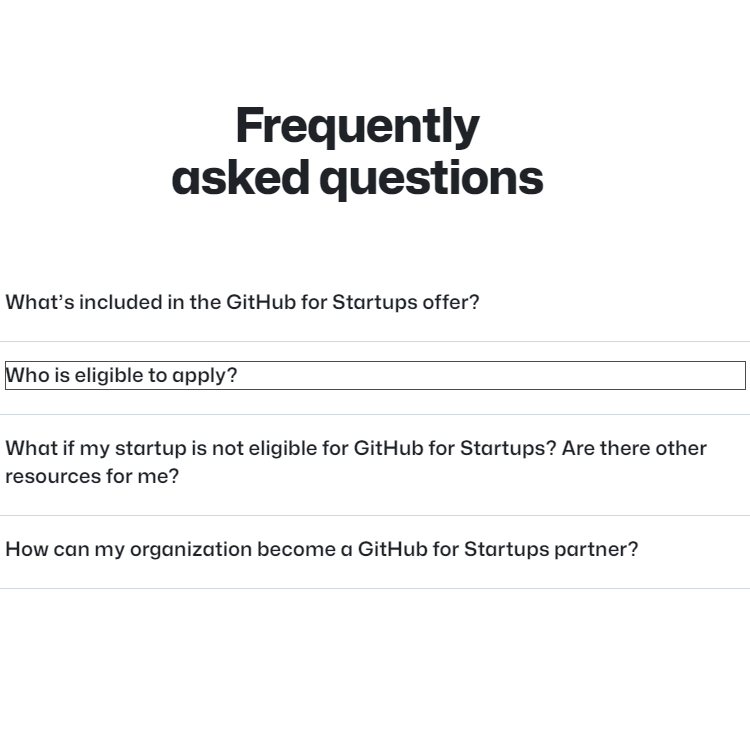 Frequently
asked questions
What’s included in the GitHub for Startups offer?
Who is eligible to apply?
What if my startup is not eligible for GitHub for Startups? Are there other
resources for me?
How can my organization become a GitHub for Startups partner?